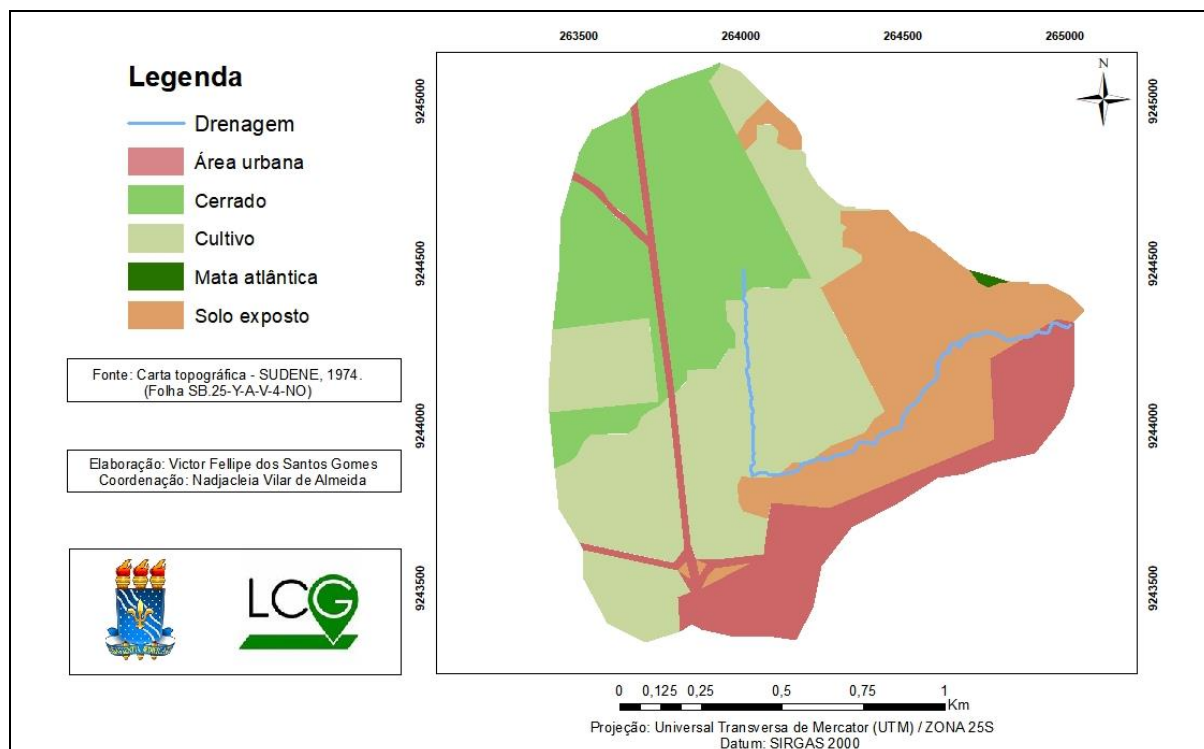 Legenda
Drenagem
Área urbana
Cerrado
Cultivo
Mata atlântica
Solo exposto
Fonte: Carta topográfica - SUDENE, 1974.
(Folha SB.25-Y-A-V-4-NO)
Elaboração: Victor Fellipe dos Santos Gomes
Coordenação: Nadjacleia Vilar de Almeida
LCG
263500 264000 264500 265000
N
9245000 9245000
9244500 9244500
9244000 9244000
9243500 9243500
0 0,125 0,25 0,5 0,75 1
Km
Projeção: Universal Transversa de Mercator (UTM) / ZONA 25S
Datum: SIRGAS 2000